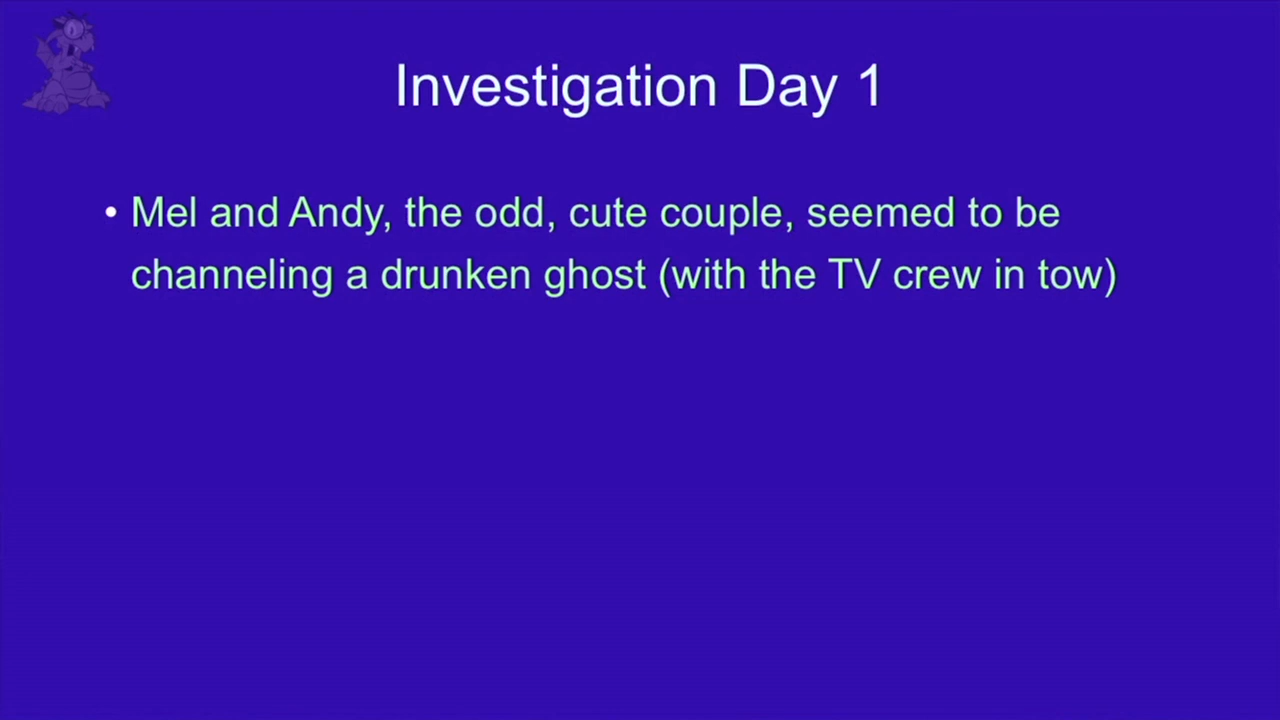 Investigation Day 1
• Mel and Andy, the odd, cute couple, seemed to be
channeling a drunken ghost (with the TV crew in tow)